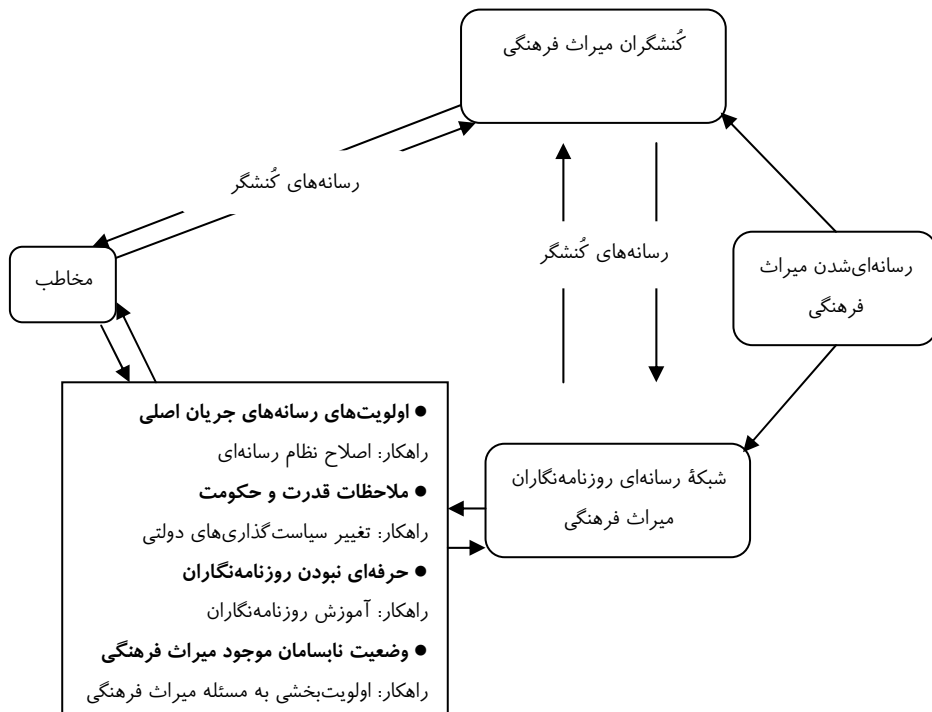 کُنشگران میراث فرهنگی
رسانه‌های کُنشگر
رسانه‌های کُنشگر
رسانه‌ای‌شدن میراث
فرهنگی
مخاطب
● اولویت‌های رسانه‌های جریان اصلی
راهکار: اصلاح نظام رسانه‌ای
● ملاحظات قدرت و حکومت
راهکار: تغییر سیاست‌گذاری‌های دولتی
● حرفه‌ای نبودن روزنامه‌نگاران
راهکار: آموزش روزنامه‌نگاران
● وضعیت نابسامان موجود میراث فرهنگی
راهکار: اولویت‌بخشی به مسئله میراث فرهنگی
شبکهٔ رسانه‌ای روزنامه‌نگاران
میراث فرهنگی